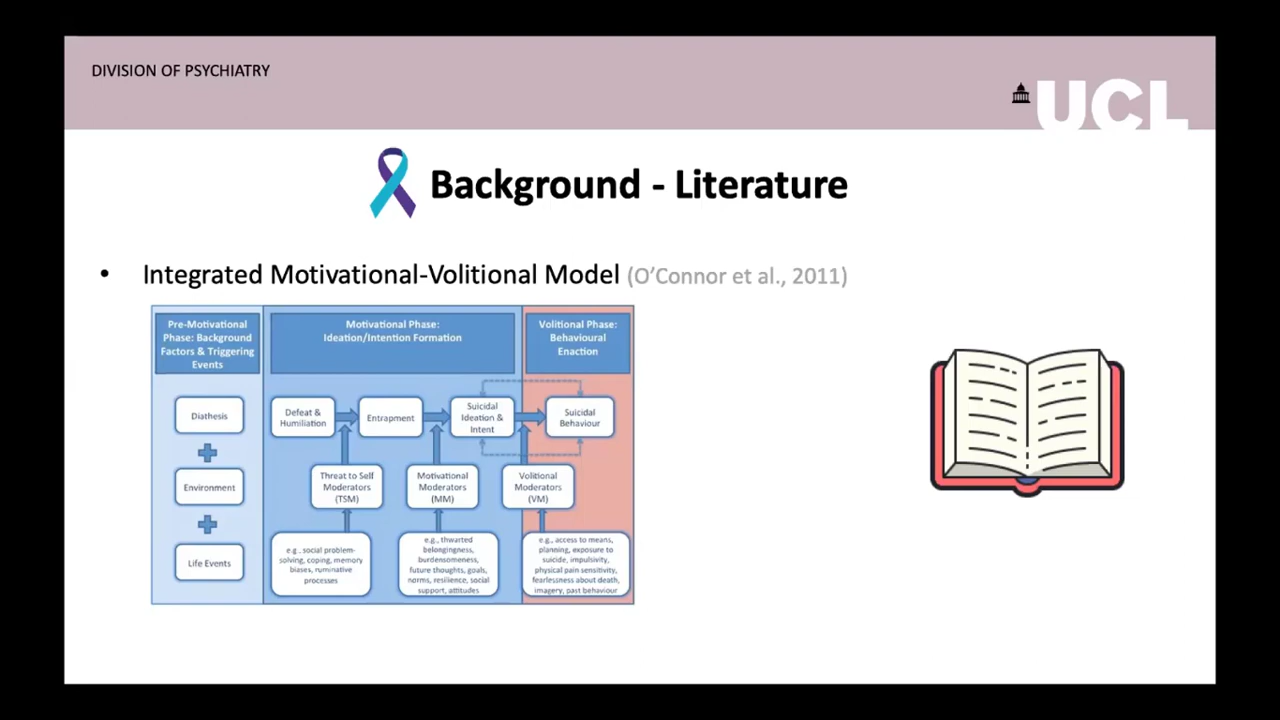 DIVISION OF PSYCHIATRY
UCL
Background - Literature
• Integrated Motivational-Volitional Model (O’Connor et al., 2011)
Pre-Motivational
Phase: Background
Factors & Triggering
Events
Motivational Phase:
Ideation/Intention Formation
Volitional Phase:
Behavioural
Enaction
Diathesis
Environment
Life Events
Defeat &
Humiliation
Entrapment
Suicidal
Ideation &
Intent
Suicidal
Behaviour
Threat to Self
Moderators
(TSM)
Motivational
Moderators
(MM)
Volitional
Moderators
(VM)
e.g., social problem-
solving, coping, memory
biases, ruminative
processes
e.g., thwarted
belongingness,
burdensomeness,
future thoughts, goals,
norms, resilience, social
support, attitudes
e.g., access to means,
planning, exposure to
suicide, impulsivity,
physical pain sensitivity,
fearlessness about death,
imagery, past behaviour